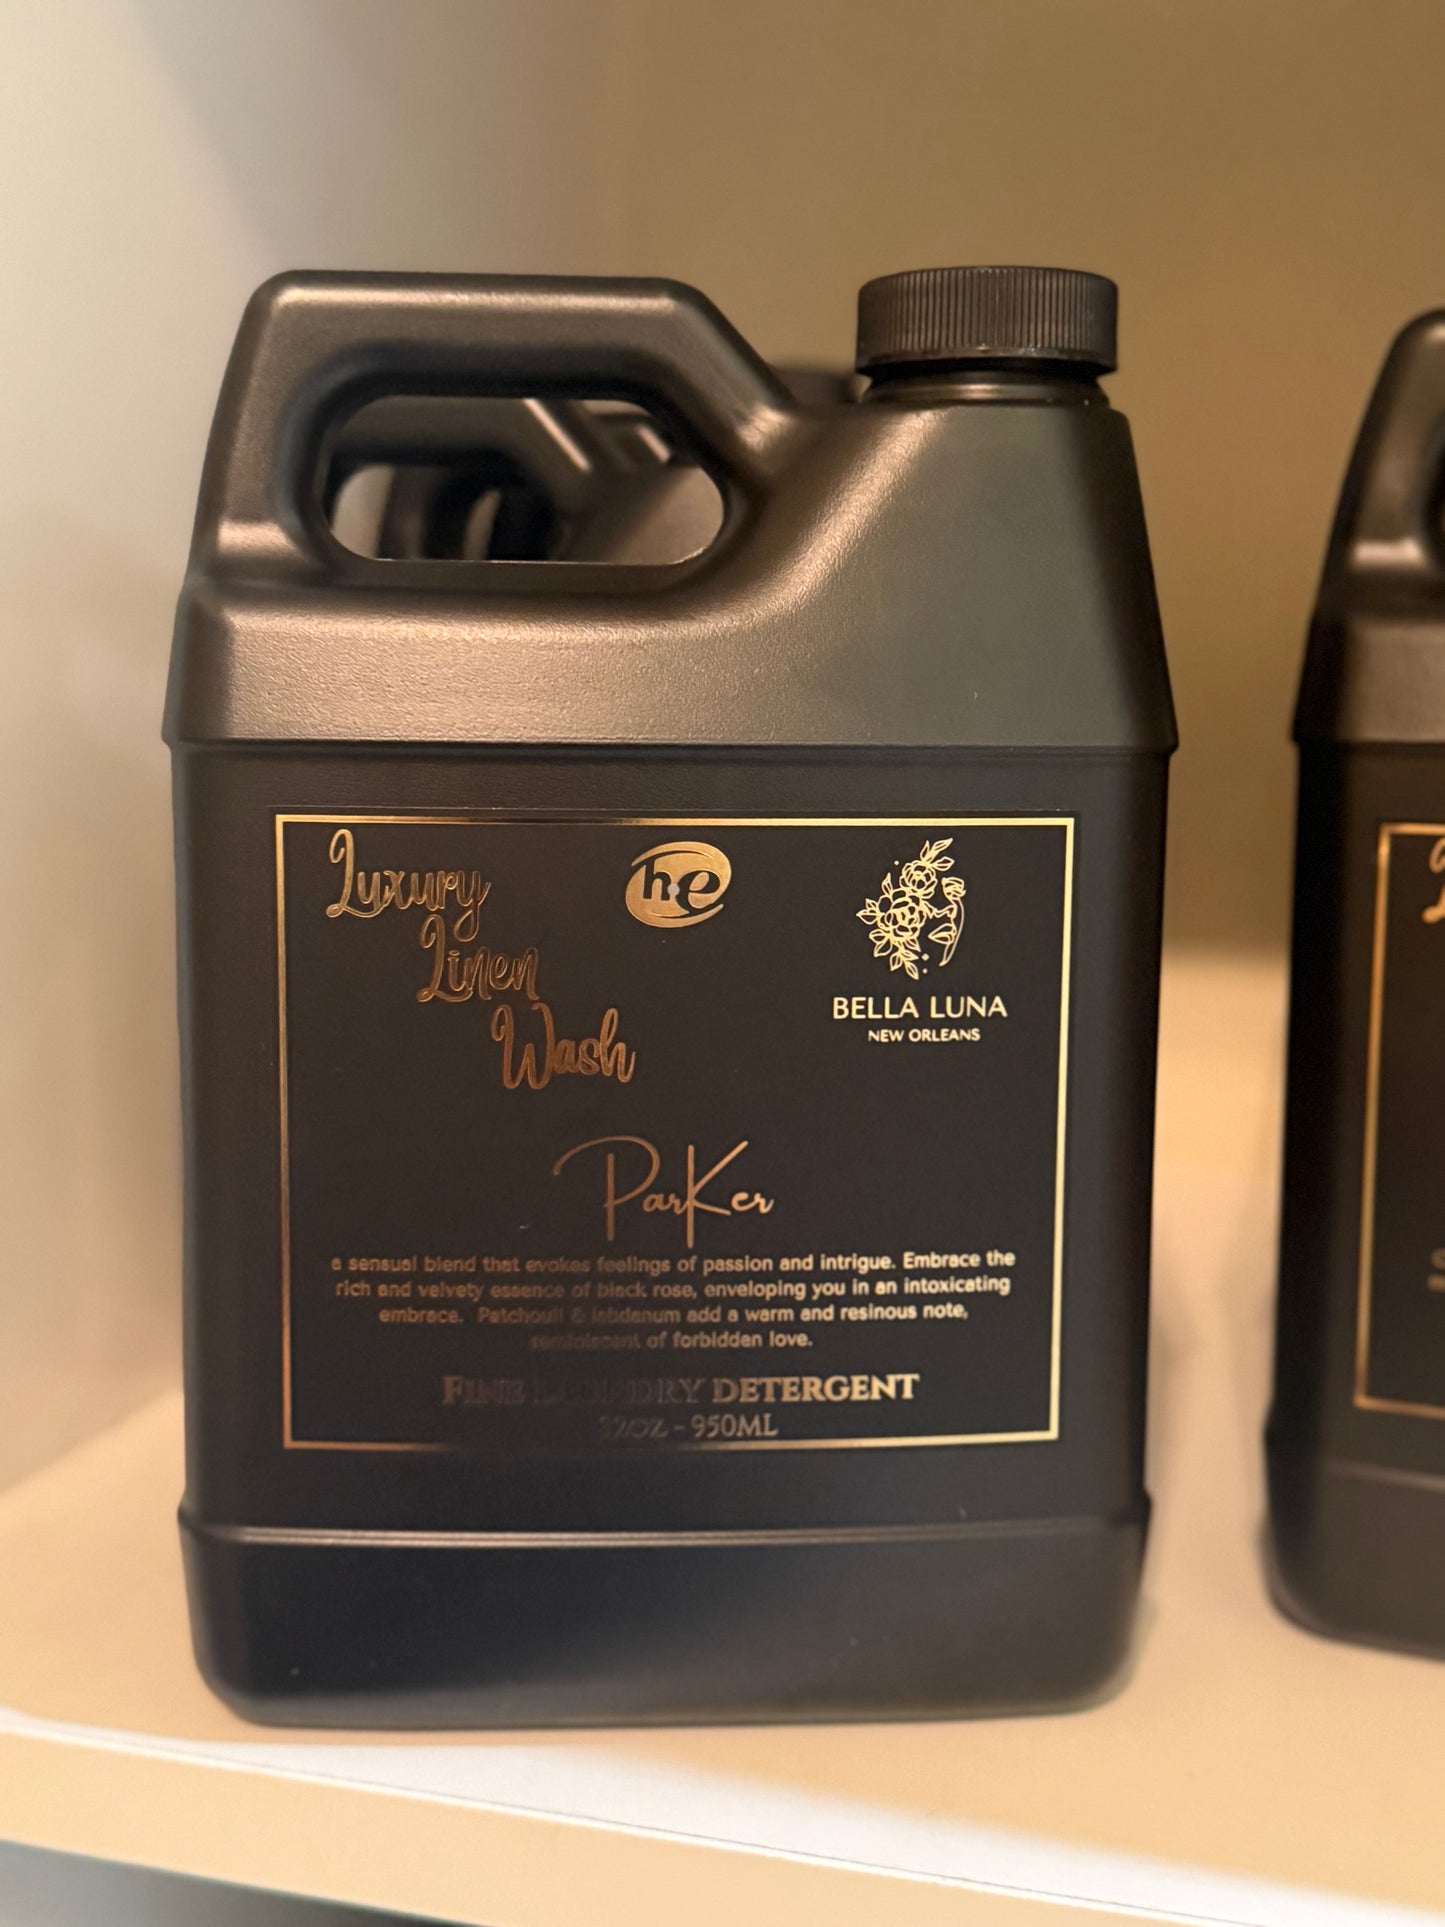 Luxury
Linen
Wash
he
BELLA LUNA
NEW ORLEANS
ParKer
a sensual blend that evokes feelings of passion and intrigue. Embrace the
rich and velvety essence of black rose, enveloping you in an intoxicating
embrace. Patchouli & labdanum add a warm and resinous note,
reminiscent of forbidden love.
FINE LAUNDRY DETERGENT
32OZ - 950ML